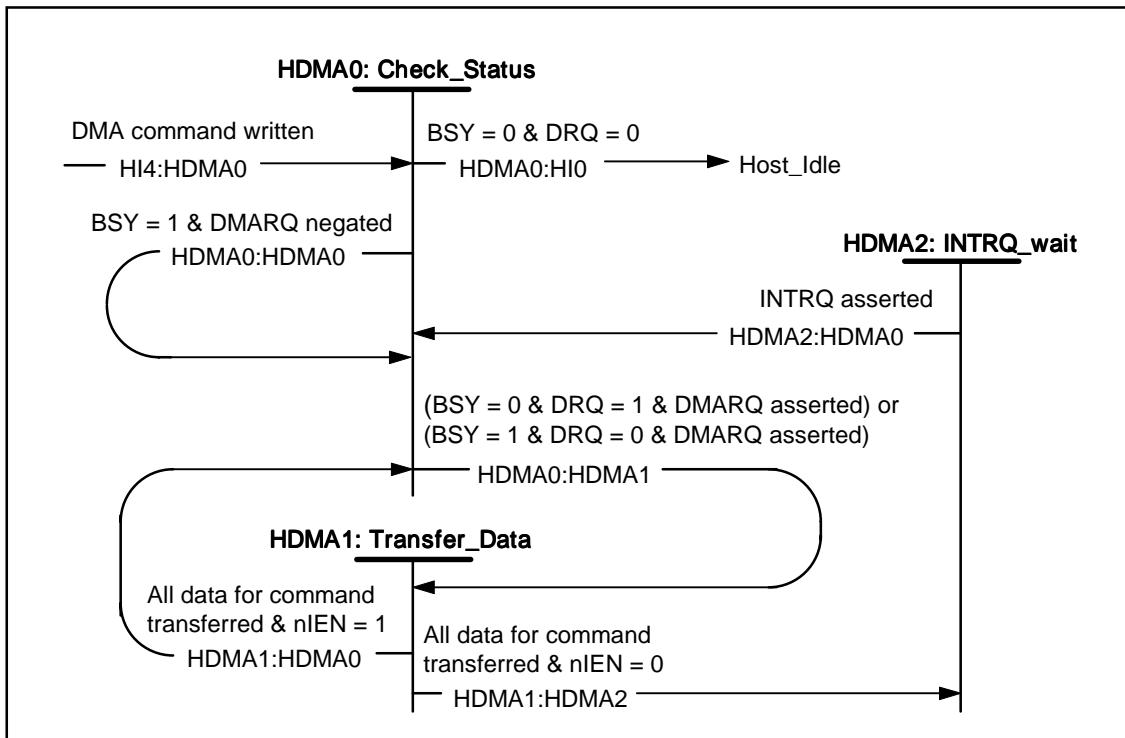 HDMA0: Check_Status
DMA command written
HI4:HDMA0
BSY = 0 & DRQ = 0
HDMA0:HI0
Host_Idle
BSY = 1 & DMARQ negated
HDMA0:HDMA0
HDMA2: INTRQ_wait
INTRQ asserted
HDMA2:HDMA0
(BSY = 0 & DRQ = 1 & DMARQ asserted) or
(BSY = 1 & DRQ = 0 & DMARQ asserted)
HDMA0:HDMA1
HDMA1: Transfer_Data
All data for command
transferred & nIEN = 1
HDMA1:HDMA0
All data for command
transferred & nIEN = 0
HDMA1:HDMA2